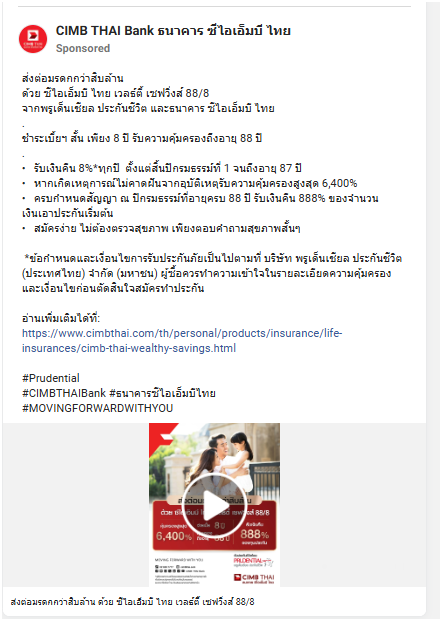 CIMB THAI Bank ธนาคาร ซีไอเอ็มบี ไทย
Sponsored
ส่งต่อมรดกกว่าสิบล้าน
ด้วย ซีไอเอ็มบี ไทย เวลธ์ตี้ เซฟวิ่งส์ 88/8
จากพรูเด็นเชียล ประกันชีวิต และธนาคาร ซีไอเอ็มบี ไทย
.
ชำระเบี้ยฯ สั้น เพียง 8 ปี รับความคุ้มครองถึงอายุ 88 ปี
.
• รับเงินคืน 8%*ทุกปี ตั้งแต่สิ้นปีกรมธรรม์ที่ 1 จนถึงอายุ 87 ปี
• หากเกิดเหตุการณ์ไม่คาดฝันจากอุบัติเหตุรับความคุ้มครองสูงสุด 6,400%
• ครบกำหนดสัญญา ณ ปีกรมธรรม์ที่อายุครบ 88 ปี รับเงินคืน 888% ของจำนวน
เงินเอาประกันเริ่มต้น
• สมัครง่าย ไม่ต้องตรวจสุขภาพ เพียงตอบคำถามสุขภาพสั้นๆ
*ข้อกำหนดและเงื่อนไขการรับประกันภัยเป็นไปตามที่ บริษัท พรูเด็นเชียล ประกันชีวิต
(ประเทศไทย) จำกัด (มหาชน) ผู้ซื้อควรทำความเข้าใจในรายละเอียดความคุ้มครอง
และเงื่อนไขก่อนตัดสินใจสมัครทำประกัน
อ่านเพิ่มเติมได้ที่:
https://www.cimbthai.com/th/personal/products/insurance/life-
insurances/cimb-thai-wealthy-savings.html
#Prudential
#CIMBTHAIBank #ธนาคารซีไอเอ็มบีไทย
#MOVINGFORWARDWITHYOU
6,400%
8 ปี
888%
MOVING FORWARD WITH YOU
PRUDENTIAL
CIMB THAI
ส่งต่อมรดกกว่าสิบล้าน ด้วย ซีไอเอ็มบี ไทย เวลธ์ตี้ เซฟวิ่งส์ 88/8